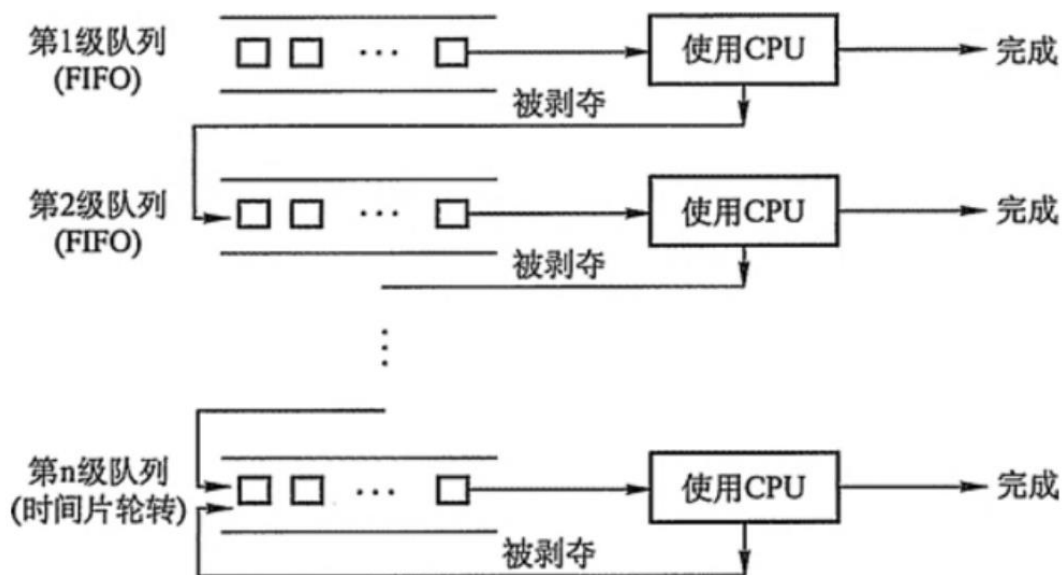 第1级队列
(FIFO)
···
使用CPU
完成
被剥夺
第2级队列
(FIFO)
···
使用CPU
完成
被剥夺
第n级队列
(时间片轮转)
···
使用CPU
完成
被剥夺